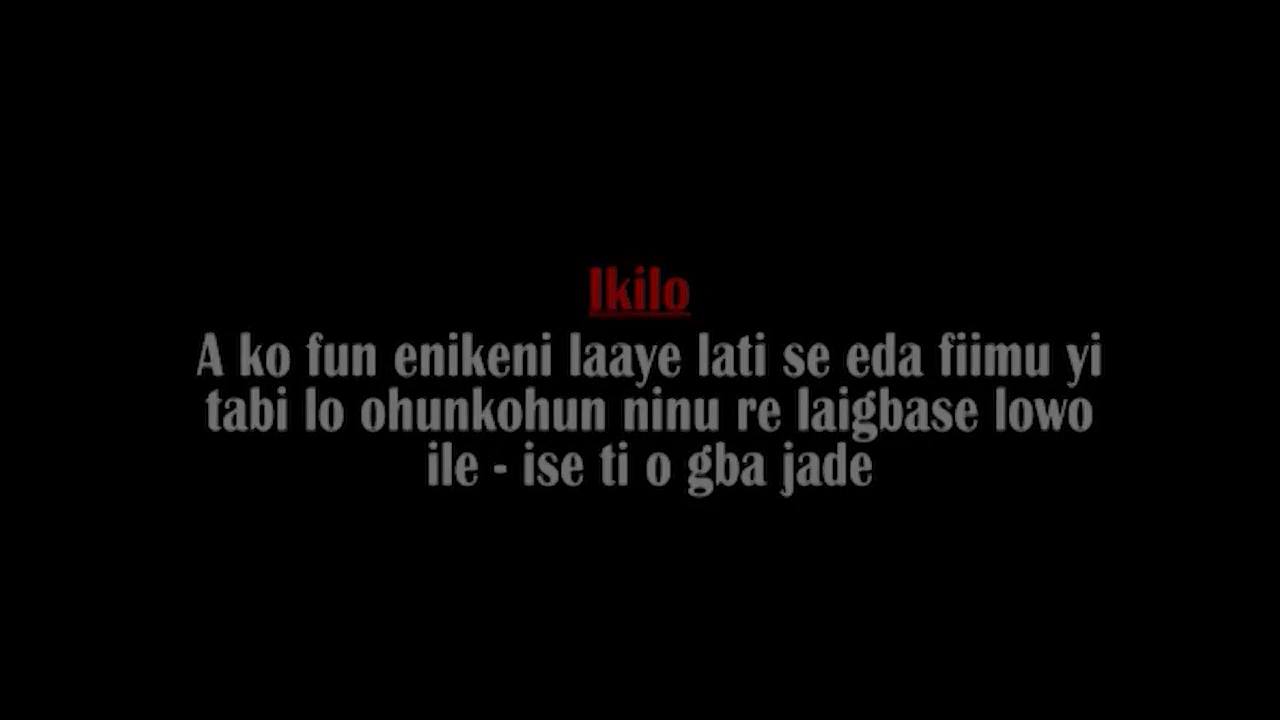 Ikilo
A ko fun enikeni laaye lati se eda fiimu yi
tabi lo ohunkohun ninu re laigbase lowo
ile - ise ti o gba jade